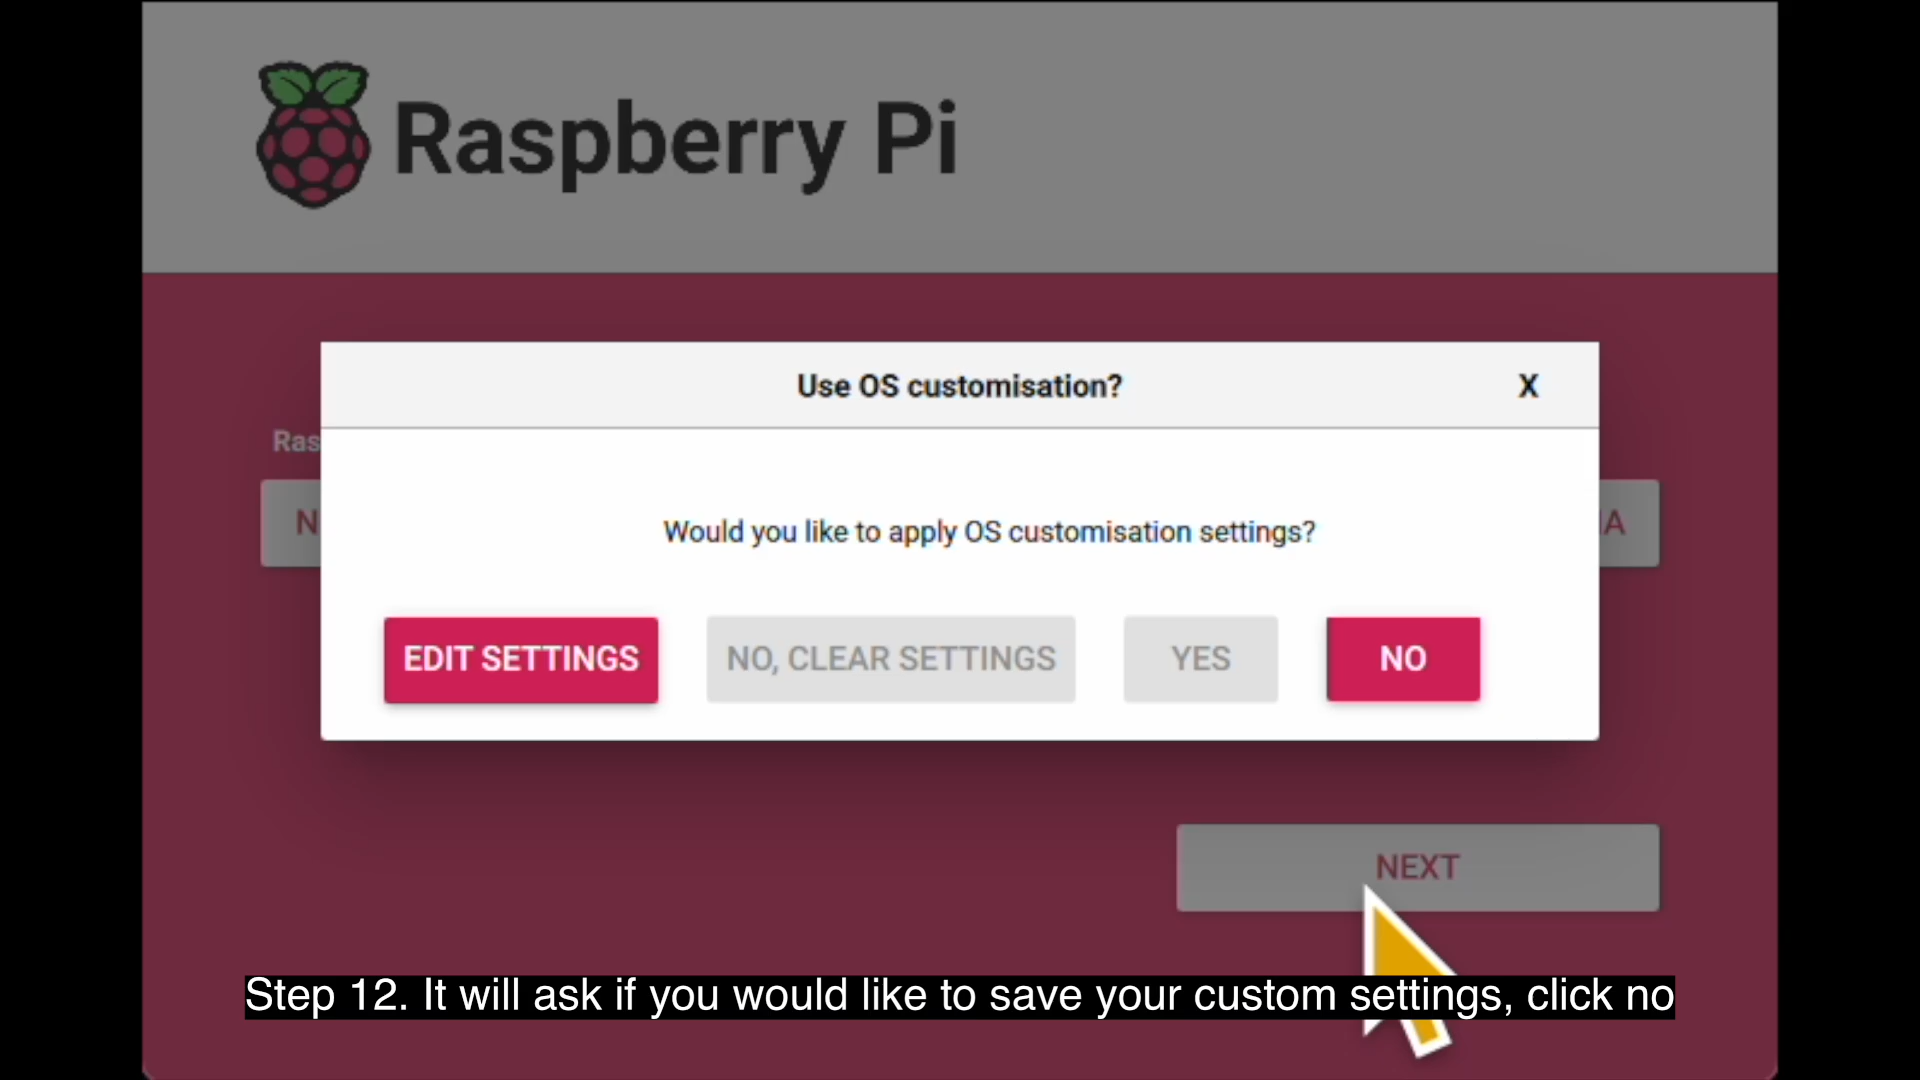 Raspberry Pi
Use OS customisation?
X
Ras
N
A
Would you like to apply OS customisation settings?
EDIT SETTINGS
NO, CLEAR SETTINGS
YES
NO
NEXT
Step 12. It will ask if you would like to save your custom settings, click no